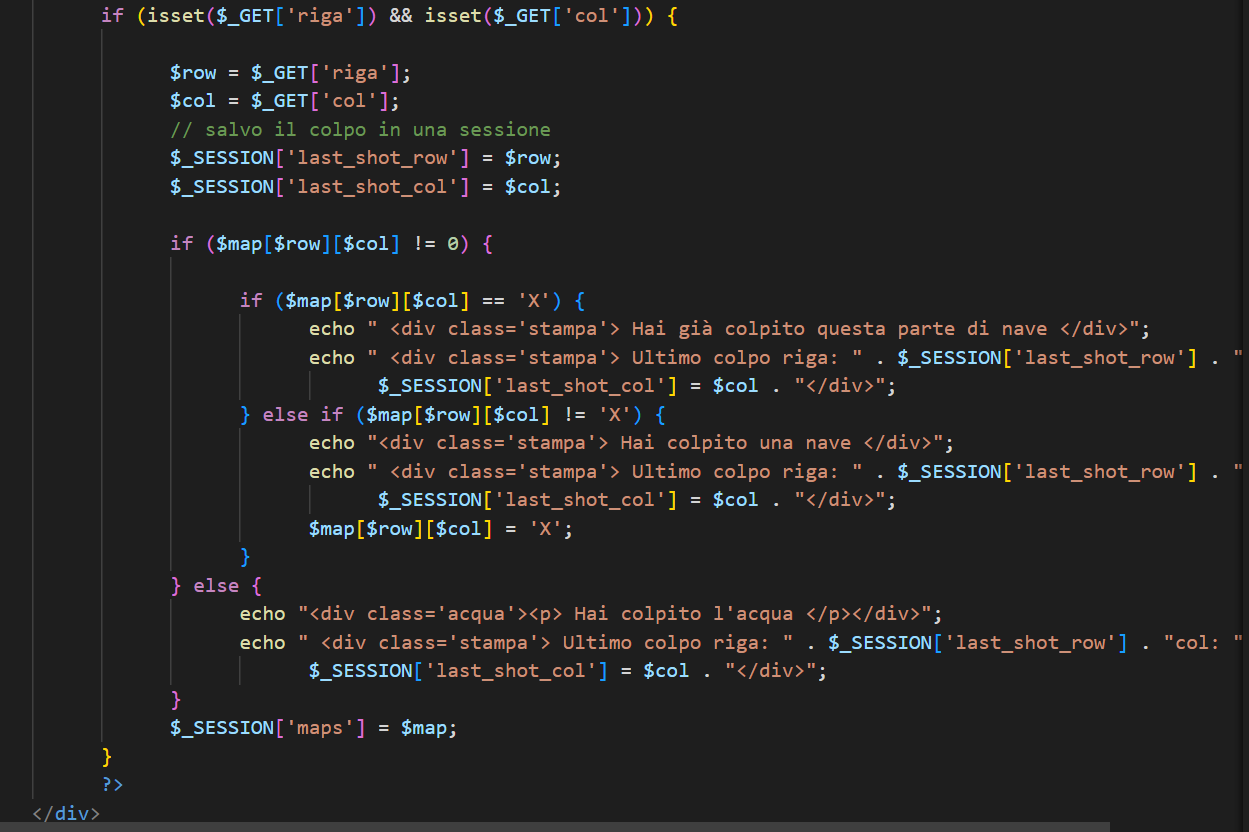 if (isset($_GET['riga']) && isset($_GET['col'])) {
$row = $_GET['riga'];
$col = $_GET['col'];
// salvo il colpo in una sessione
$_SESSION['last_shot_row'] = $row;
$_SESSION['last_shot_col'] = $col;
if ($map[$row][$col] != 0) {
if ($map[$row][$col] == 'X') {
echo " <div class='stampa'> Hai già colpito questa parte di nave </div>";
echo " <div class='stampa'> Ultimo colpo riga: " . $_SESSION['last_shot_row'] . "
$_SESSION['last_shot_col'] = $col . "</div>";
} else if ($map[$row][$col] != 'X') {
echo "<div class='stampa'> Hai colpito una nave </div>";
echo " <div class='stampa'> Ultimo colpo riga: " . $_SESSION['last_shot_row'] . "
$_SESSION['last_shot_col'] = $col . "</div>";
$map[$row][$col] = 'X';
}
} else {
echo "<div class='acqua'><p> Hai colpito l'acqua </p></div>";
echo " <div class='stampa'> Ultimo colpo riga: " . $_SESSION['last_shot_row'] . "col: "
$_SESSION['last_shot_col'] = $col . "</div>";
}
$_SESSION['maps'] = $map;
}
?>
</div>